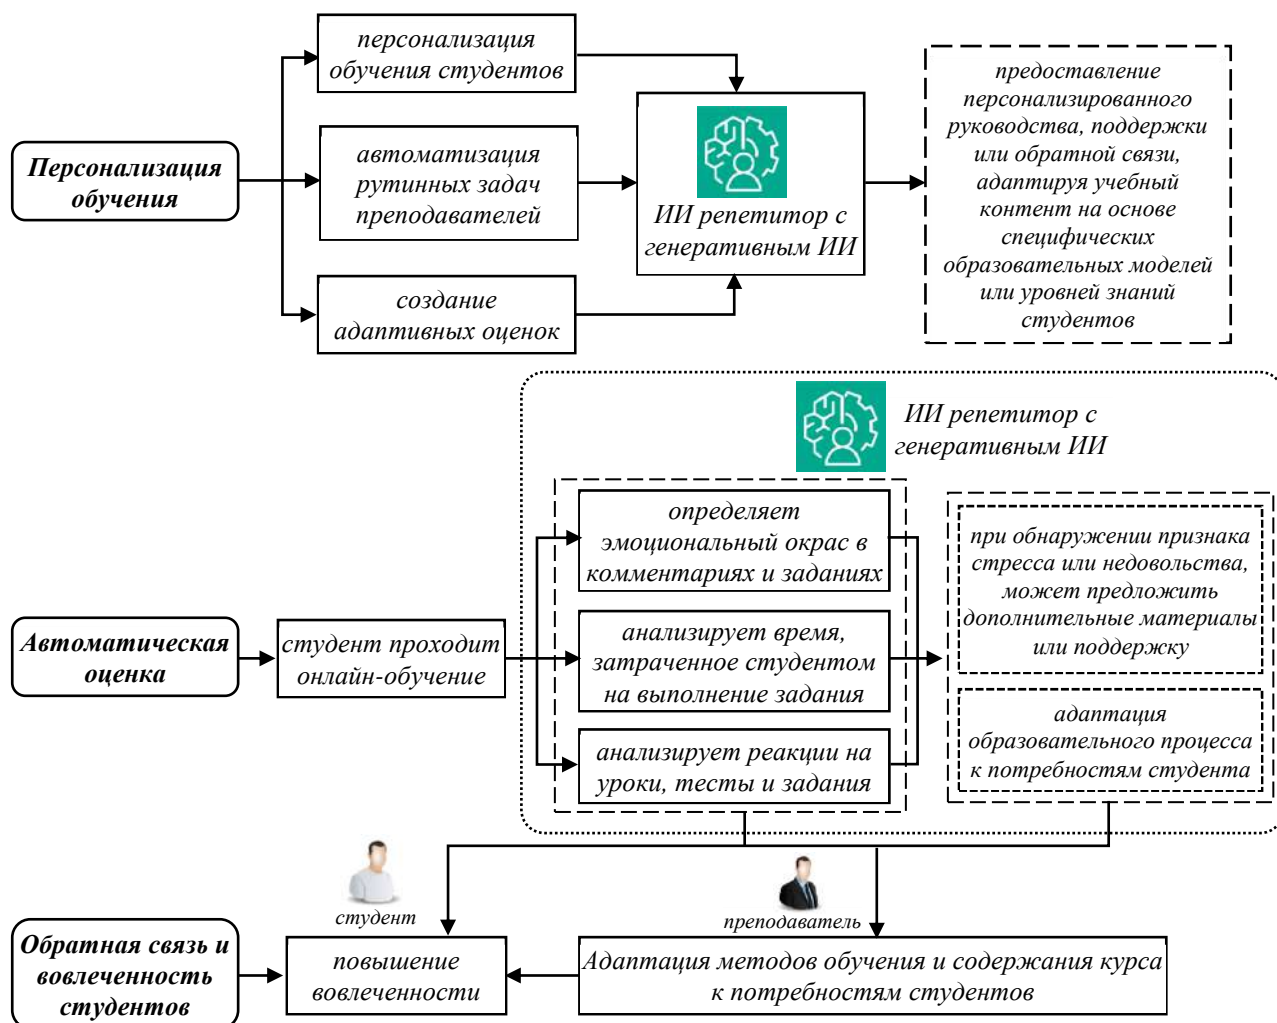 персонализация
обучения студентов
Персонализация
обучения
автоматизация
рутинных задач
преподавателей
создание
адаптивных оценок
ИИ репетитор с
генеративным ИИ
предоставление
персонализированного
руководства, поддержки
или обратной связи,
адаптируя учебный
контент на основе
специфических
образовательных моделей
или уровней знаний
студентов
ИИ репетитор с
генеративным ИИ
Автоматическая
оценка
студент проходит
онлайн-обучение
определяет
эмоциональный окрас в
комментариях и заданиях
анализирует время,
затраченное студентом
на выполнение задания
анализирует реакции на
уроки, тесты и задания
при обнаружении признака
стресса или недовольства,
может предложить
дополнительные материалы
или поддержку
адаптация
образовательного процесса
к потребностям студента
студент
преподаватель
Обратная связь и
вовлеченность
студентов
повышение
вовлеченности
Адаптация методов обучения и содержания курса
к потребностям студентов